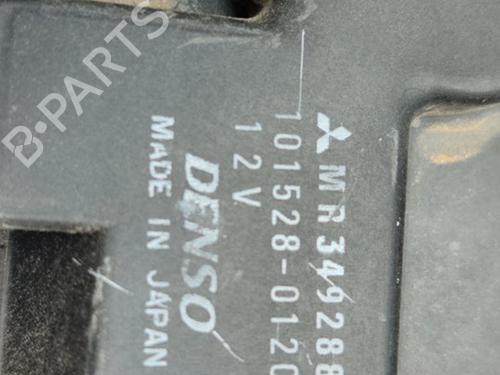 MR349288
101528-0120
12V
DENSO
MADE IN JAPAN
B-PARTS